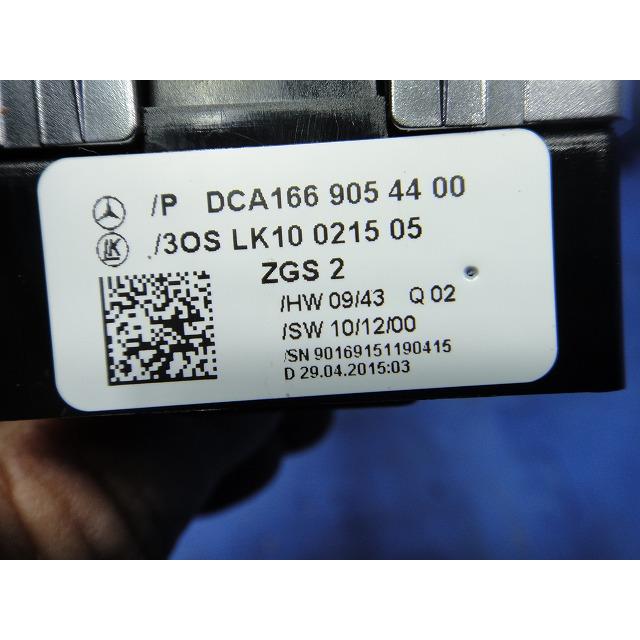 /P DCA166 905 44 00
LK /3OS LK10 0215 05
ZGS 2
/HW 09/43 Q 02
/SW 10/12/00
/SN 90169151190415
D 29.04.2015:03